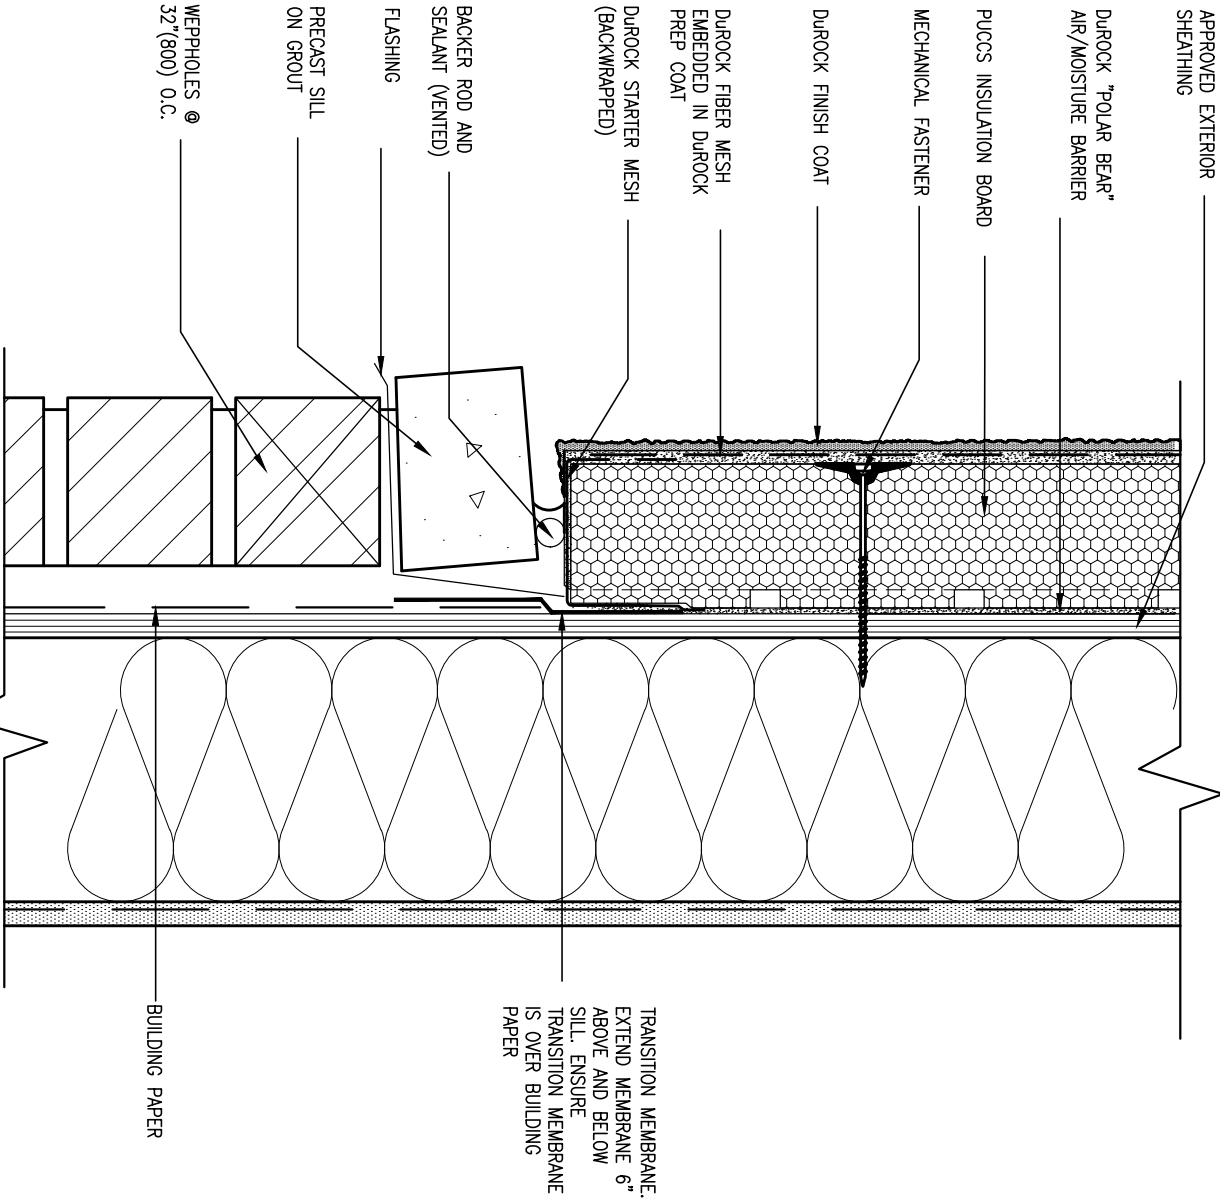 APPROVED EXTERIOR
SHEATHING
DuROCK "POLAR BEAR"
AIR/MOISTURE BARRIER
PUCCS INSULATION BOARD
MECHANICAL FASTENER
DuROCK FINISH COAT
DuROCK FIBER MESH
EMBEDDED IN DuROCK
PREP COAT
DuROCK STARTER MESH
(BACKWRAPPED)
BACKER ROD AND
SEALANT (VENTED)
FLASHING
PRECAST SILL
ON GROUT
WEPPHOLES @
32"(800) O.C.
TRANSITION MEMBRANE.
EXTEND MEMBRANE 6"
ABOVE AND BELOW
SILL. ENSURE
TRANSITION MEMBRANE
IS OVER BUILDING
PAPER
BUILDING PAPER